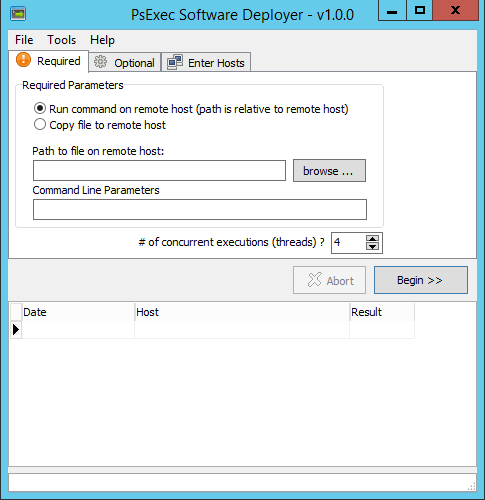 PsExec Software Deployer - v1.0.0
File Tools Help
Required Optional Enter Hosts
Required Parameters
Run command on remote host (path is relative to remote host)
Copy file to remote host
Path to file on remote host:
browse ...
Command Line Parameters
# of concurrent executions (threads) ? 4
Abort Begin >>
Date Host Result